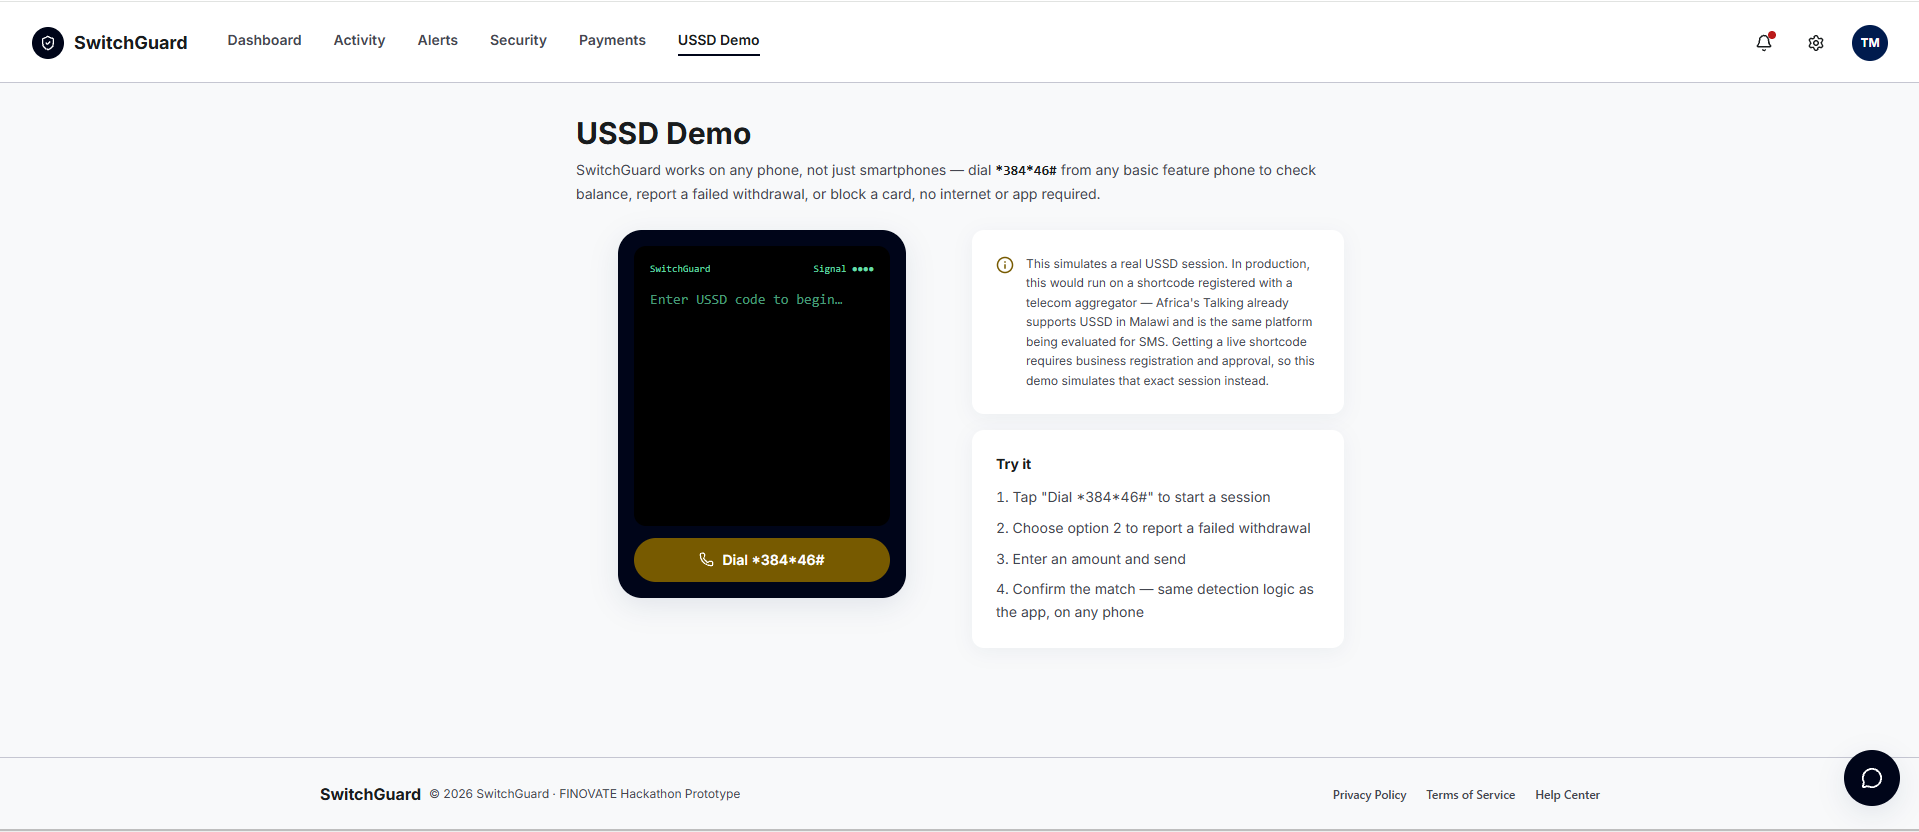 SwitchGuard
Dashboard
Activity
Alerts
Security
Payments
USSD Demo
TM
USSD Demo
SwitchGuard works on any phone, not just smartphones — dial *384*46# from any basic feature phone to check
balance, report a failed withdrawal, or block a card, no internet or app required.
SwitchGuard
Signal ●●●●
Enter USSD code to begin…
Dial *384*46#
This simulates a real USSD session. In production,
this would run on a shortcode registered with a
telecom aggregator — Africa's Talking already
supports USSD in Malawi and is the same platform
being evaluated for SMS. Getting a live shortcode
requires business registration and approval, so this
demo simulates that exact session instead.
Try it
1. Tap "Dial *384*46#" to start a session
2. Choose option 2 to report a failed withdrawal
3. Enter an amount and send
4. Confirm the match — same detection logic as
the app, on any phone
SwitchGuard
© 2026 SwitchGuard · FINOVATE Hackathon Prototype
Privacy Policy
Terms of Service
Help Center